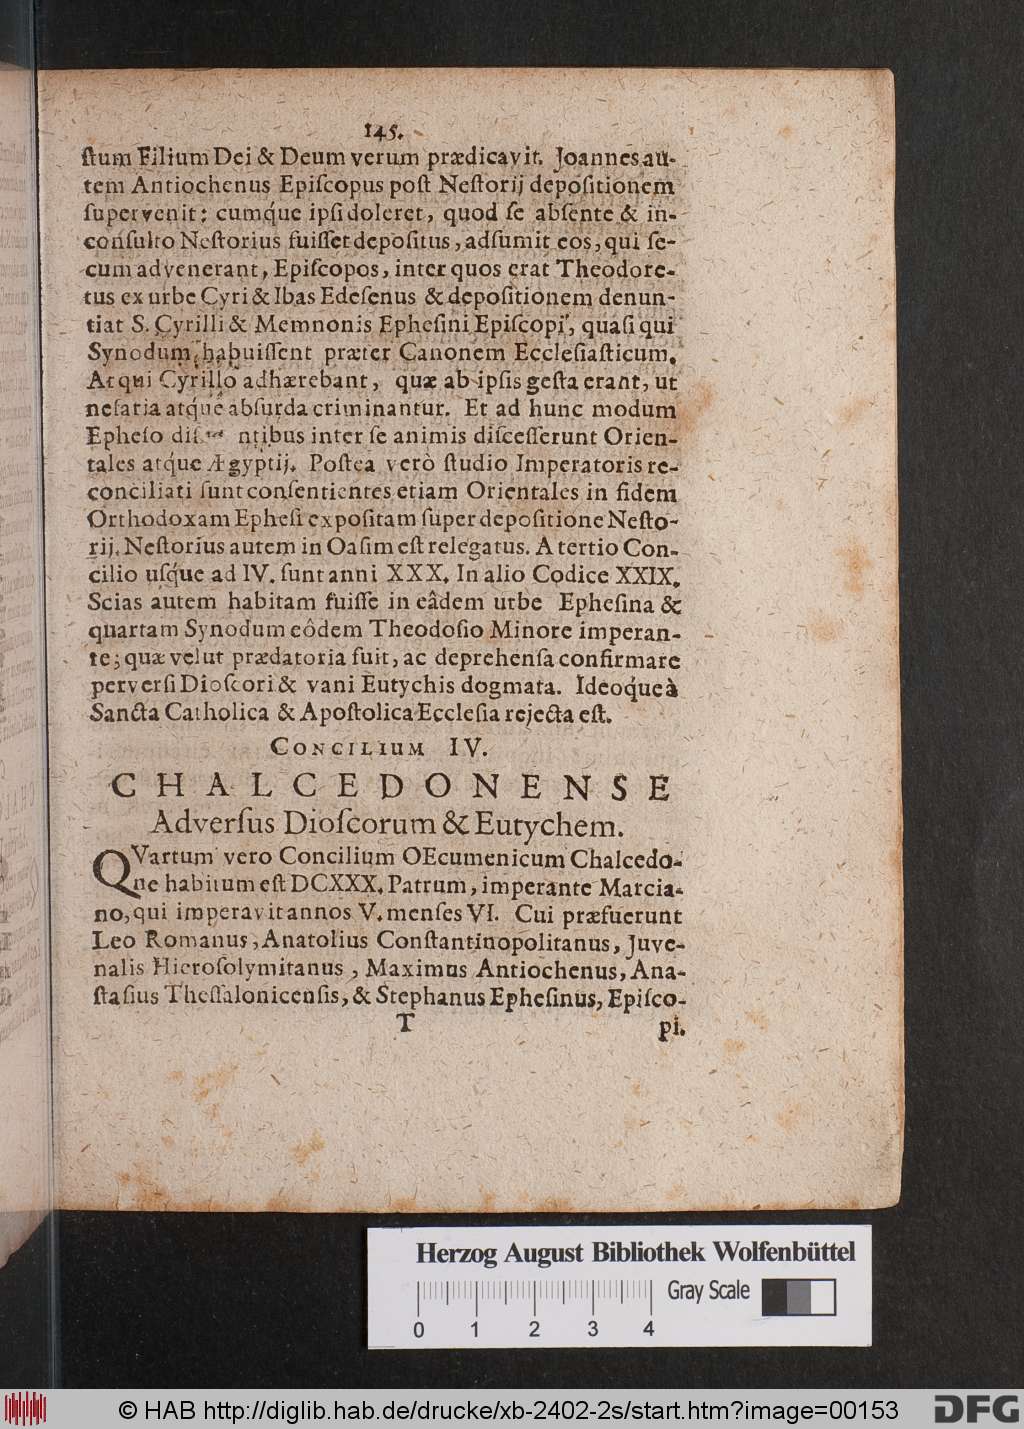 145.
ſtum Filium Dei & Deum verum prædicavit. Joannes au-
tem Antiochenus Epiſcopus poſt Neſtorij depoſitionem
ſupervenit: cumq́ue ipſi doleret, quod ſe abſente & in-
conſulto Neſtorius fuiſſet depoſitus, adſumit eos, qui ſe-
cum advenerant, Epiſcopos, inter quos erat Theodore-
tus ex urbe Cyri & Ibas Edeſenus & depoſitionem denun-
tiat S. Cyrilli & Memnonis Epheſini Epiſcopi, quaſi qui
Synodum habuiſſent præter Canonem Eccleſiaſticum.
Atqui Cyrillo adhærebant, quæ ab ipſis geſta erant, ut
nefaria atq́ue abſurda criminantur. Et ad hunc modum
Epheſo ntibus inter ſe animis diſceſſerunt Orien-
tales atq́ue Ægyptij. Poſtea verò ſtudio Imperatoris re-
conciliati ſunt conſentientes etiam Orientales in fidem
Orthodoxam Epheſi expoſitam ſuper depoſitione Neſto-
rij. Neſtorius autem in Oaſim eſt relegatus. A tertio Con-
cilio uſq́ue ad IV. ſunt anni XXX. In alio Codice XXIX.
Scias autem habitam fuiſſe in eâdem urbe Epheſina &
quartam Synodum eôdem Theodoſio Minore imperan-
te; quæ velut prædatoria fuit, ac deprehenſa confirmare
perverſi Dioſcori & vani Eutychis dogmata. Ideoq́ue à
Sancta Catholica & Apoſtolica Eccleſia rejecta eſt.
CONCILIUM IV.
CHALCEDONENSE
Adverſus Dioſcorum & Eutychem.
QVartum vero Concilium OEcumenicum Chalcedo-
ne habitum eſt DCXXX. Patrum, imperante Marcia-
no, qui imperavit annos V. menſes VI. Cui præfuerunt
Leo Romanus, Anatolius Conſtantinopolitanus, Juve-
nalis Hieroſolymitanus, Maximus Antiochenus, Ana-
ſtaſius Theſſalonicenſis, & Stephanus Epheſinus, Epiſco-
T pi.
Herzog August Bibliothek Wolfenbüttel
Gray Scale
0 1 2 3 4
© HAB http://diglib.hab.de/drucke/xb-2402-2s/start.htm?image=00153
DFG